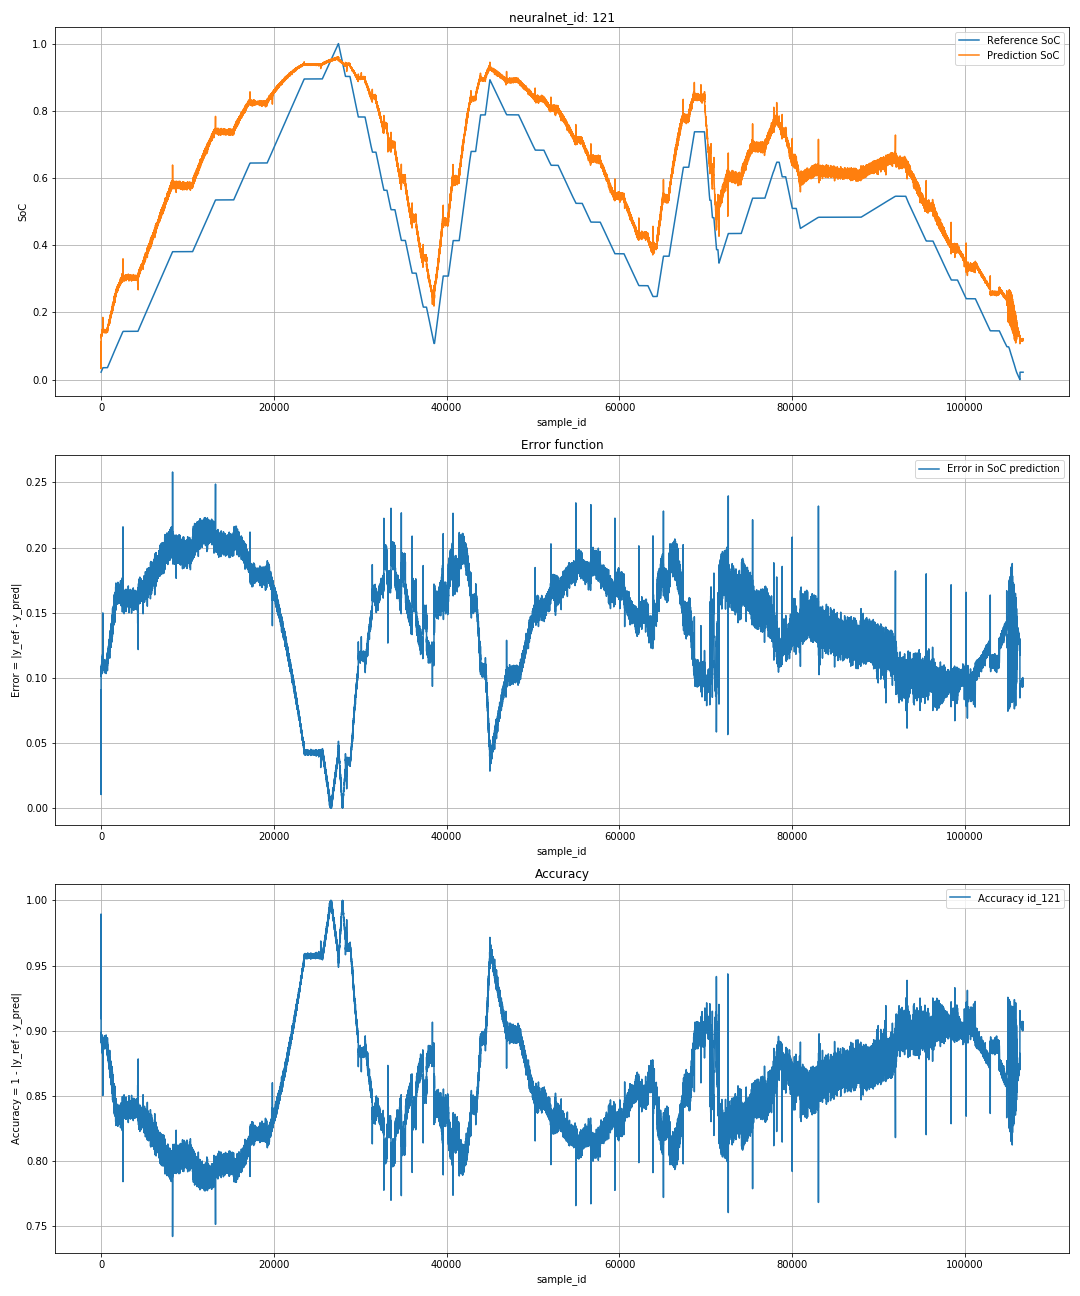 neuralnet_id: 121
Reference SoC
Prediction SoC
1.0
0.8
0.6
0.4
0.2
0.0
SoC
0 20000 40000 60000 80000 100000
sample_id
Error function
Error in SoC prediction
0.25
0.20
0.15
0.10
0.05
0.00
Error = |y_ref - y_pred|
0 20000 40000 60000 80000 100000
sample_id
Accuracy
Accuracy id_121
1.00
0.95
0.90
0.85
0.80
0.75
Accuracy = 1 - |y_ref - y_pred|
0 20000 40000 60000 80000 100000
sample_id